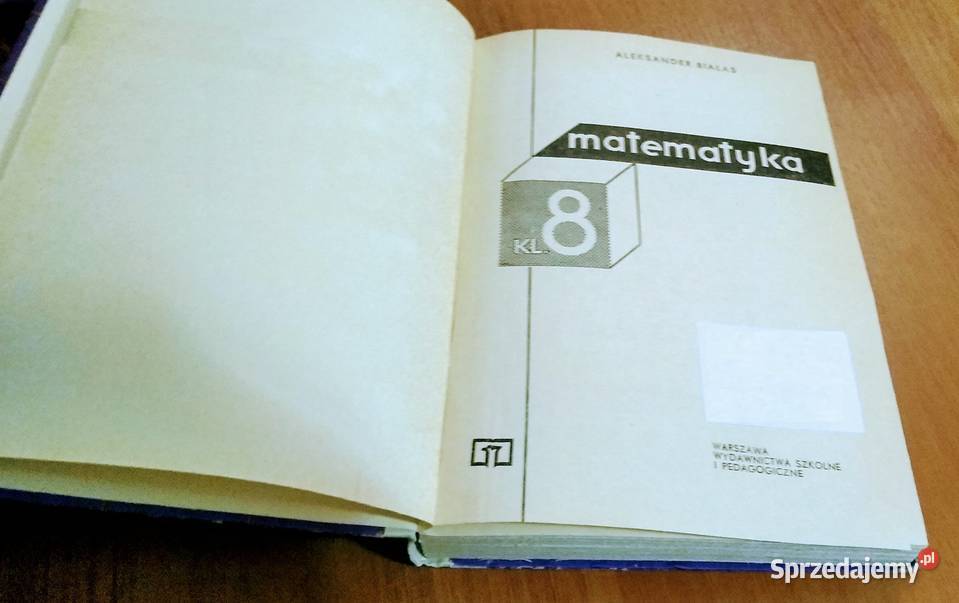 ALEKSANDER BIAŁAS
matematyka
KL. 8
WARSZAWA
WYDAWNICTWA SZKOLNE
I PEDAGOGICZNE
Sprzedajemy.pl